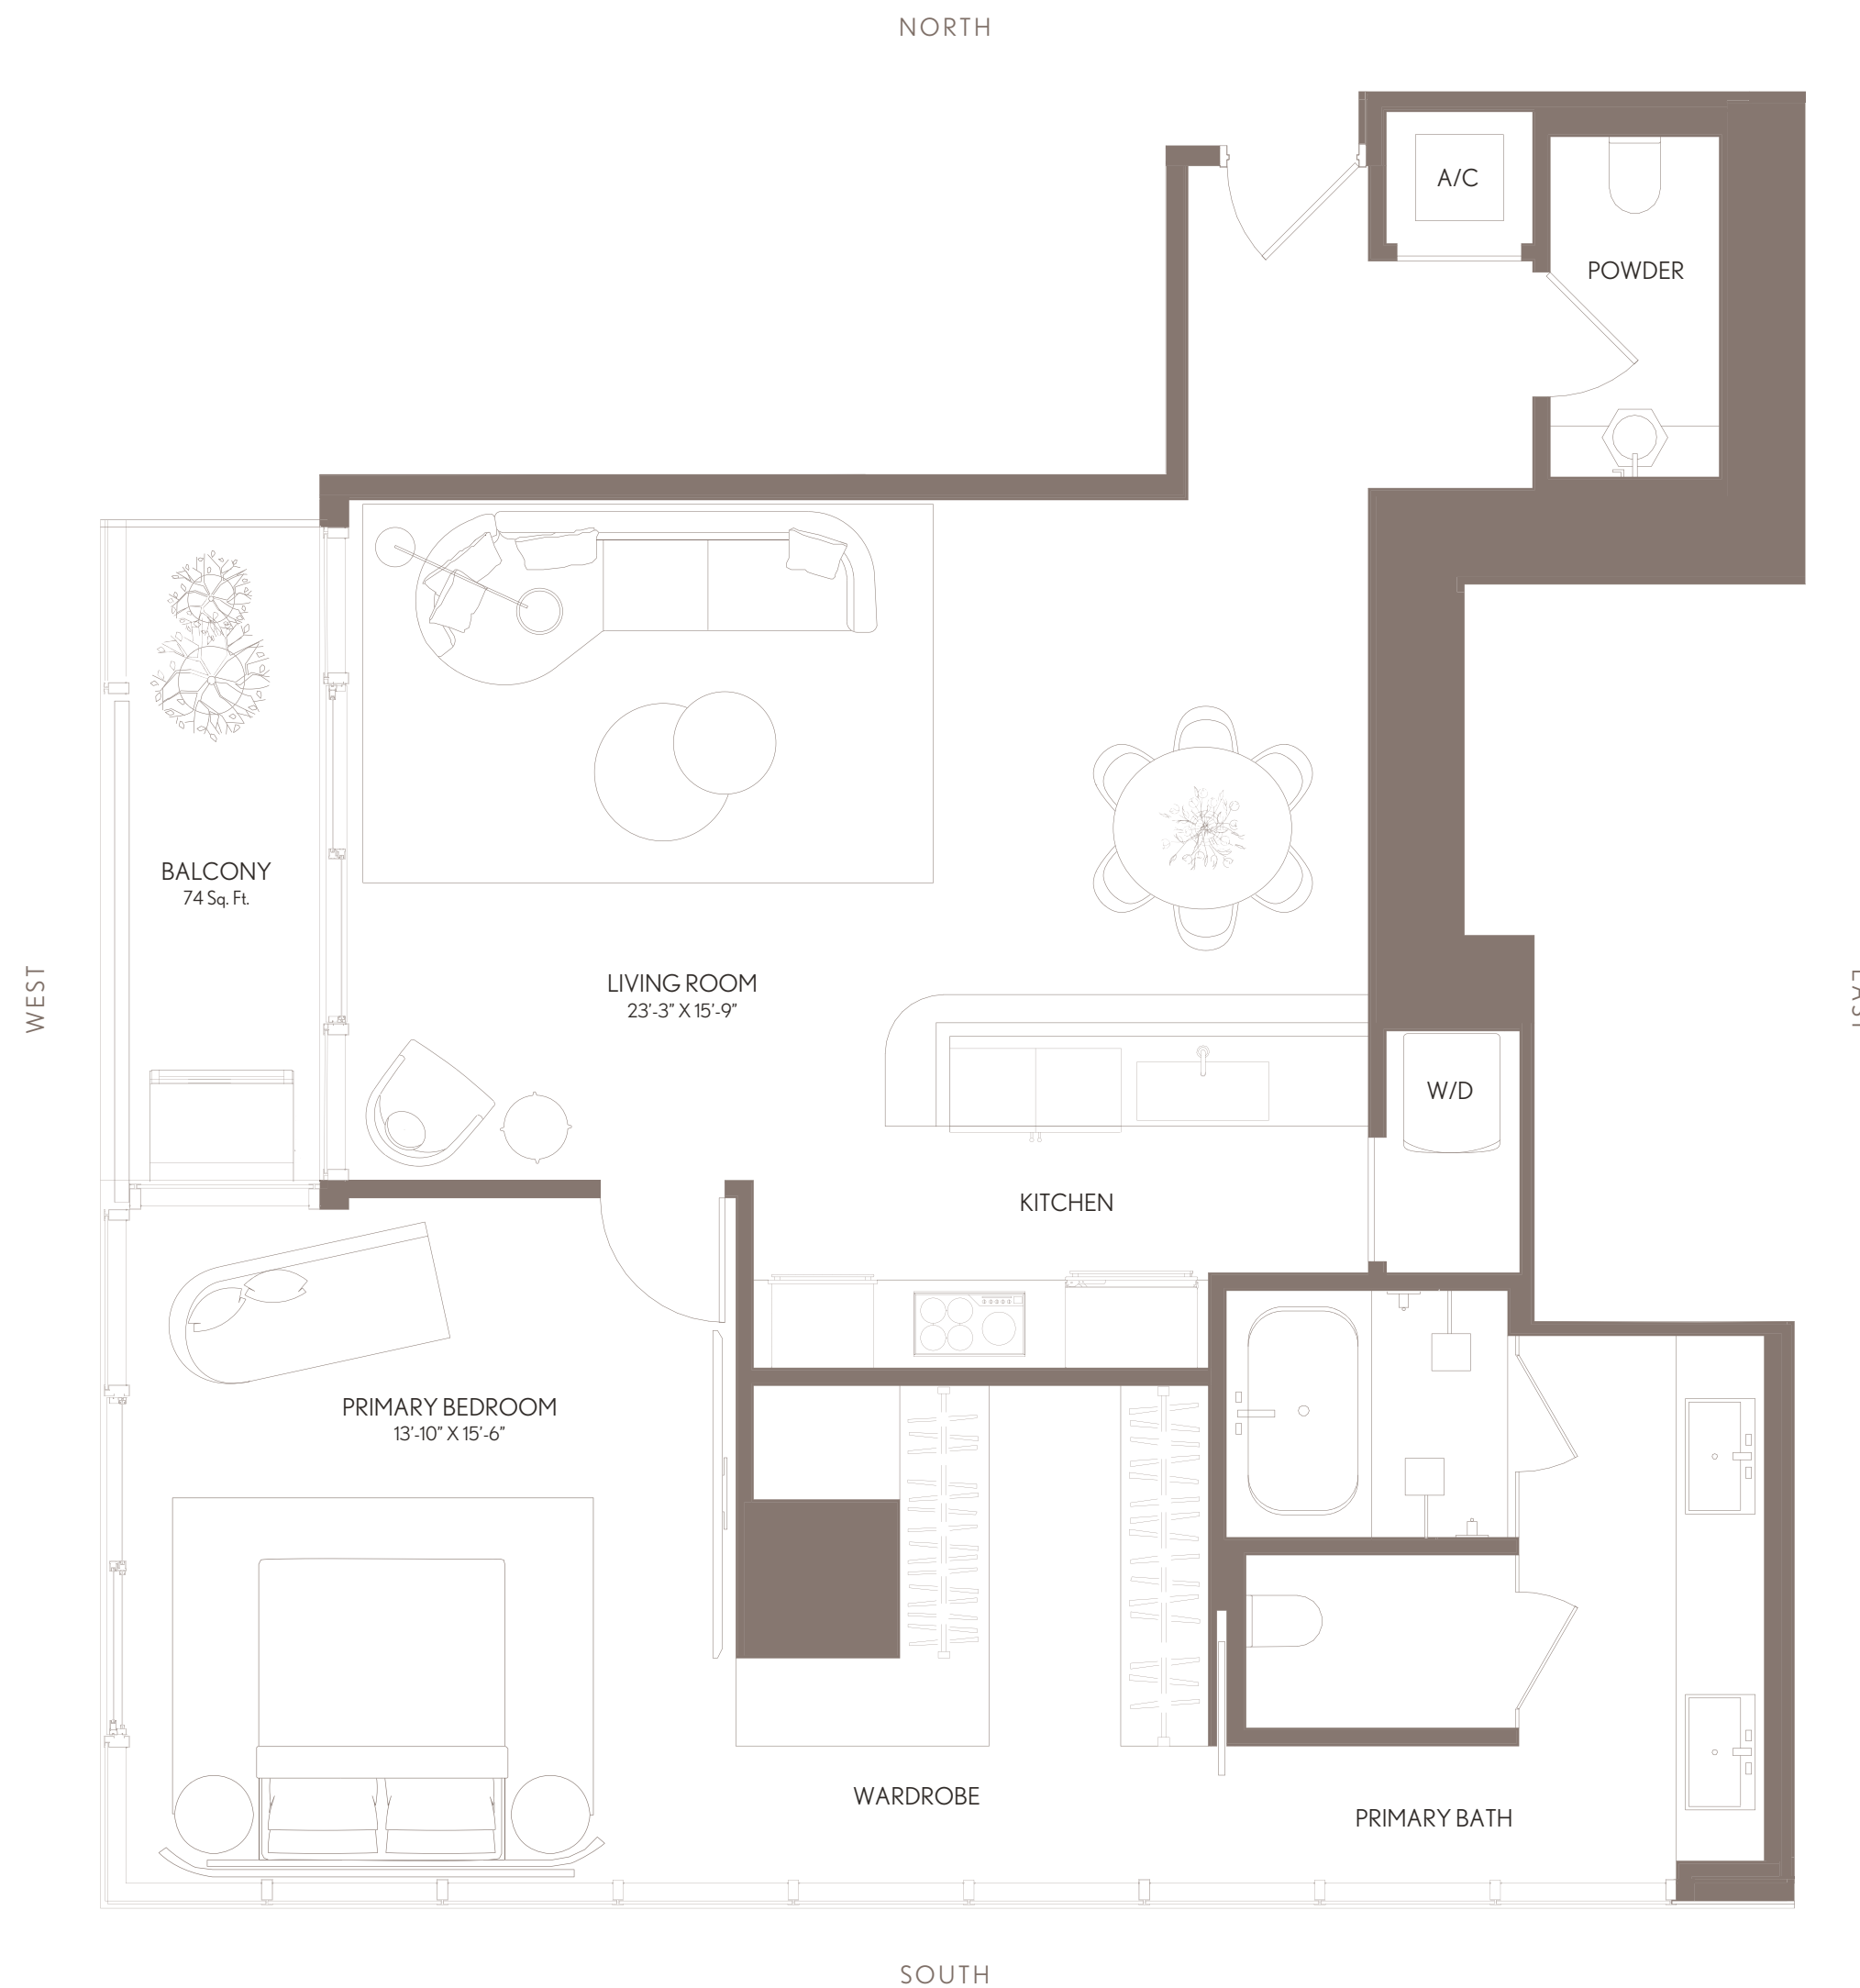 NORTH
A/C
POWDER
BALCONY
74 Sq. Ft.
WEST
EAST
LIVING ROOM
23'-3" X 15'-9"
W/D
KITCHEN
PRIMARY BEDROOM
13'-10" X 15'-6"
WARDROBE
PRIMARY BATH
SOUTH